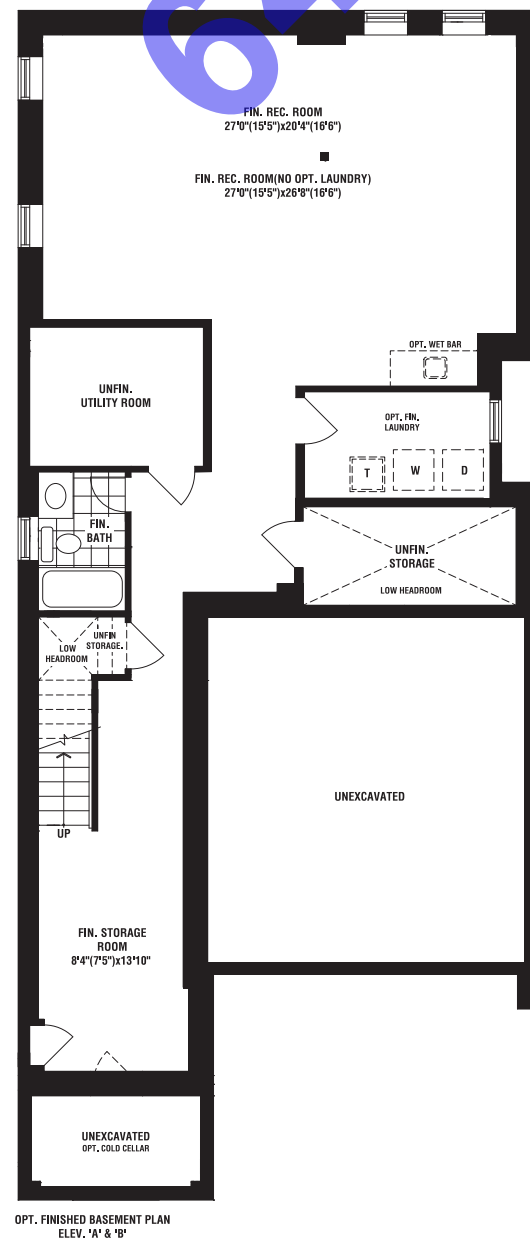 FIN. REC. ROOM
27'0"(15'5")x20'4"(16'6")
FIN. REC. ROOM(NO OPT. LAUNDRY)
27'0"(15'5")x26'8"(16'6")
OPT. WET BAR
UNFIN.
UTILITY ROOM
OPT. FIN.
LAUNDRY
T
W
D
FIN.
BATH
UNFIN.
STORAGE
LOW HEADROOM
UNFIN
STORAGE.
LOW
HEADROOM
UNEXCAVATED
UP
FIN. STORAGE
ROOM
8'4"(7'5")x13'10"
UNEXCAVATED
OPT. COLD CELLAR
OPT. FINISHED BASEMENT PLAN
ELEV. 'A' & 'B'